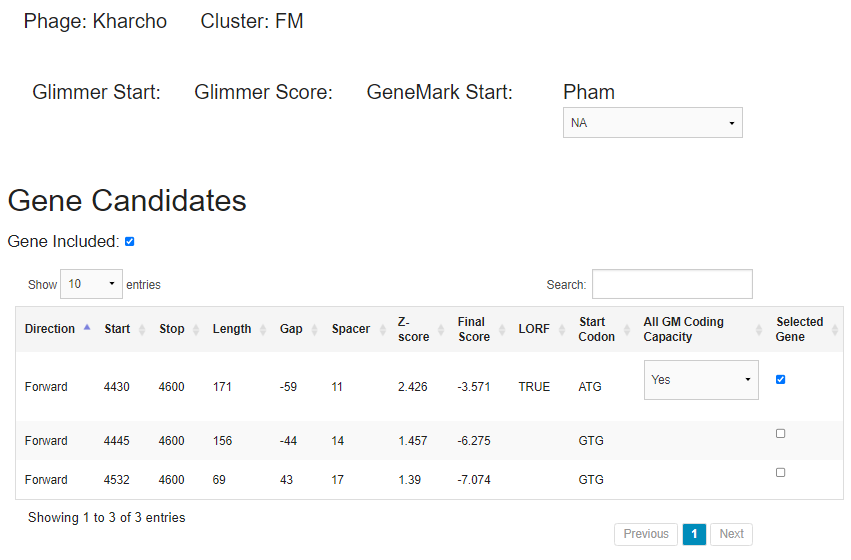 Phage: Kharcho Cluster: FM
Glimmer Start: Glimmer Score: GeneMark Start: Pham
NA
Gene Candidates
Gene Included:
Show 10 entries Search:
Direction Start Stop Length Gap Spacer Z-score Final Score LORF Start Codon All GM Coding Capacity Selected Gene
Forward 4430 4600 171 -59 11 2.426 -3.571 TRUE ATG Yes
Forward 4445 4600 156 -44 14 1.457 -6.275 GTG
Forward 4532 4600 69 43 17 1.39 -7.074 GTG
Showing 1 to 3 of 3 entries
Previous 1 Next